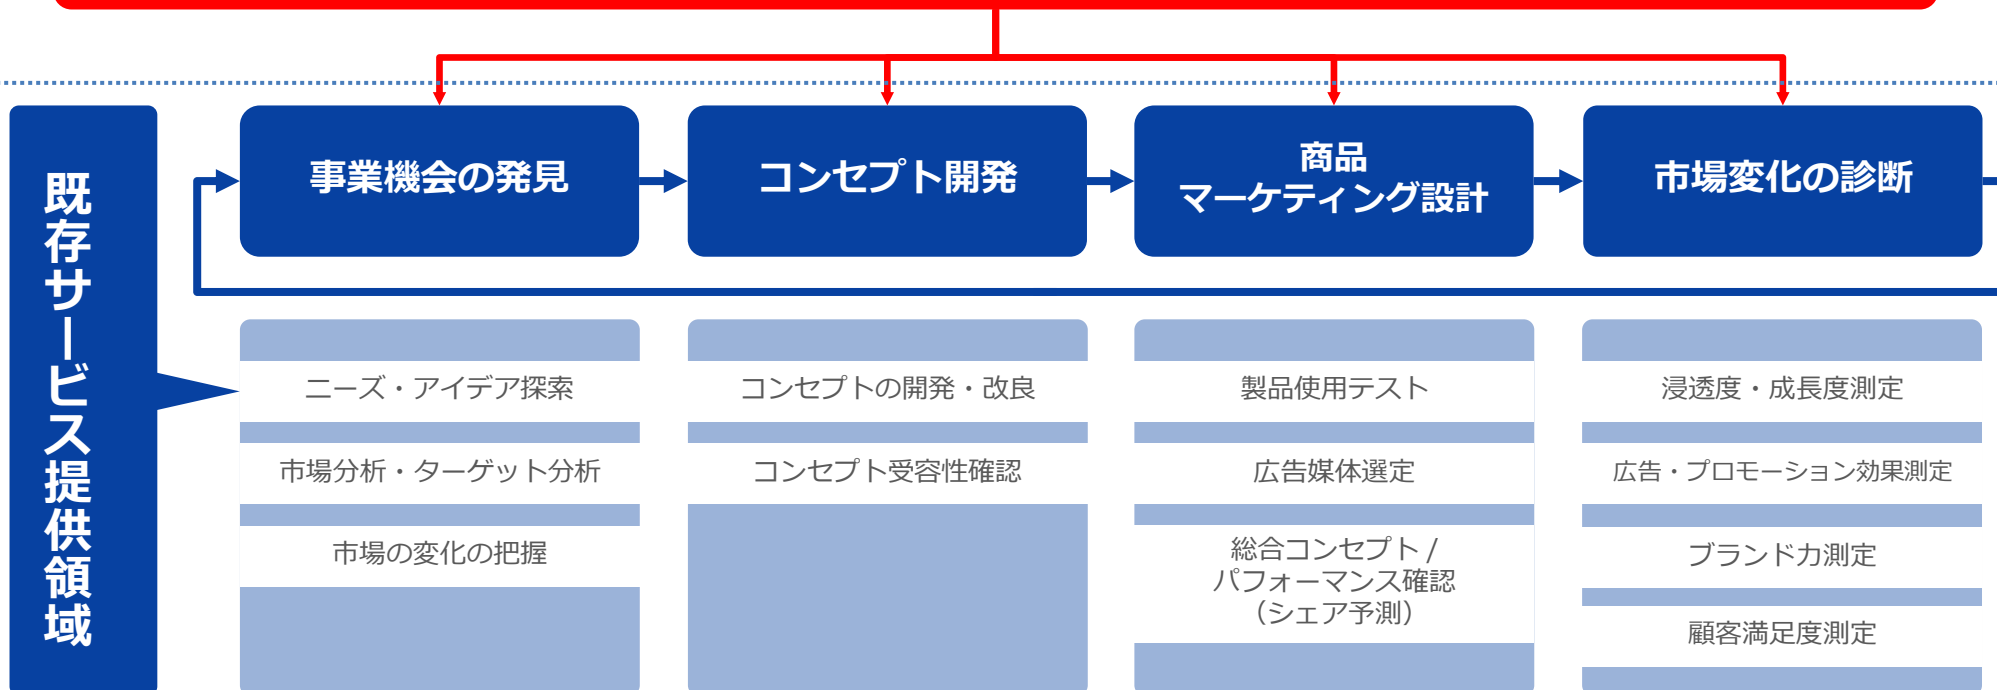 既存サービス提供領域
事業機会の発見
コンセプト開発
商品
マーケティング設計
市場変化の診断
ニーズ・アイデア探索
市場分析・ターゲット分析
市場の変化の把握
コンセプトの開発・改良
コンセプト受容性確認
製品使用テスト
広告媒体選定
総合コンセプト /
パフォーマンス確認
（シェア予測）
浸透度・成長度測定
広告・プロモーション効果測定
ブランド力測定
顧客満足度測定